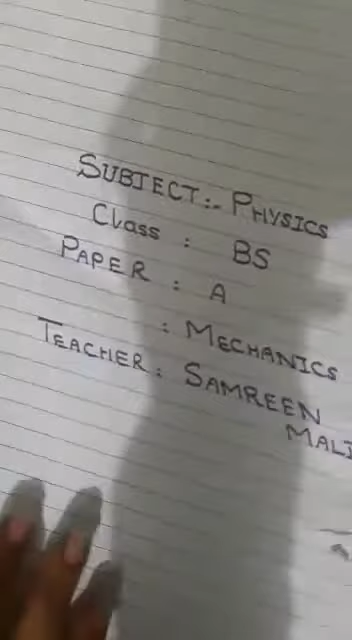 SUBJECT:- PHYSICS
Class : BS
PAPER : A
: MECHANICS
TEACHER: SAMREEN